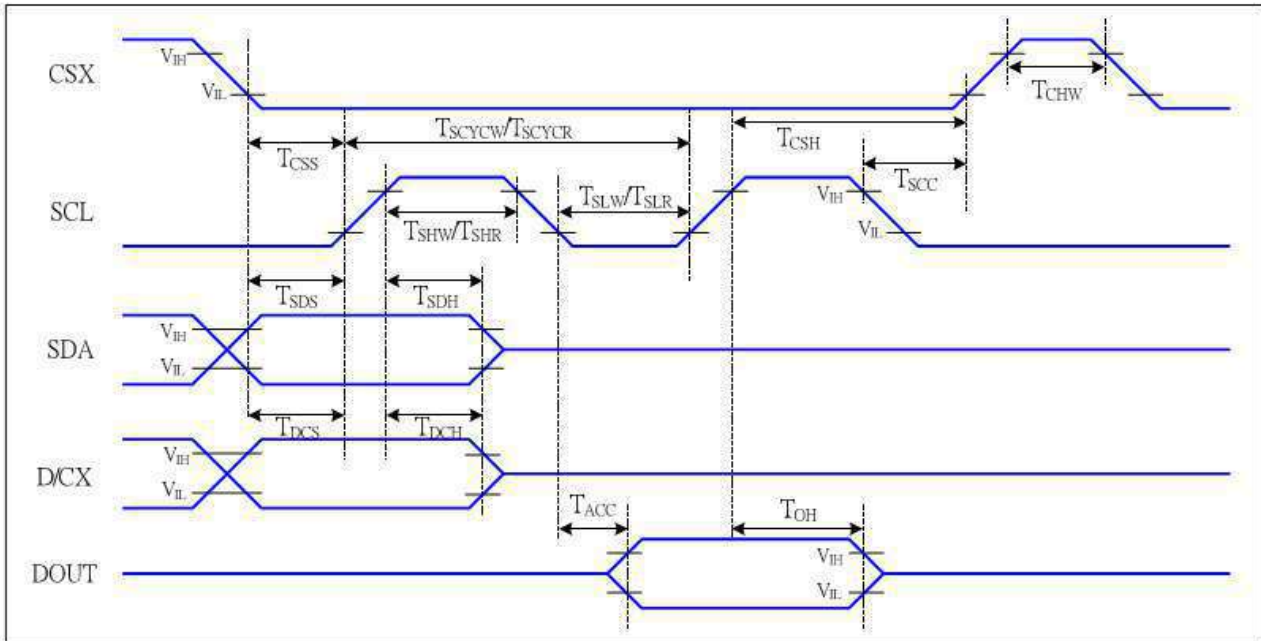 CSX
V_IH
V_IL
T_CHW
T_SCYCW/T_SCYCR
T_CSS
T_CSH
T_SCC
SCL
T_SHW/T_SHR
T_SLW/T_SLR
V_IH
V_IL
T_SDS
T_SDH
SDA
V_IH
V_IL
T_DCS
T_DCH
D/CX
V_IH
V_IL
T_ACC
T_OH
DOUT
V_IH
V_IL